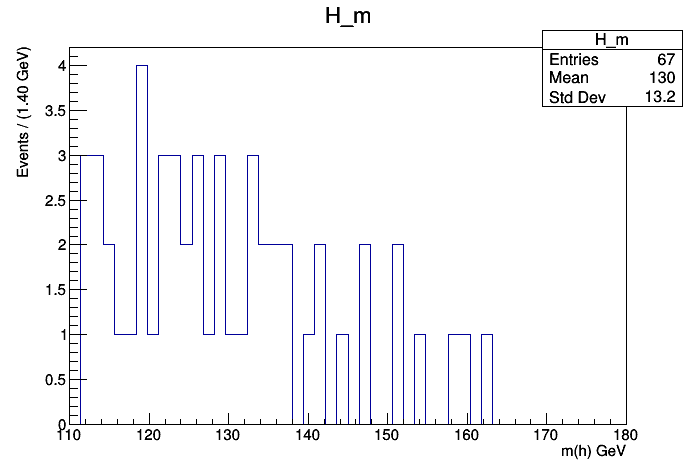 H_m
H_m
Entries 67
Mean 130
Std Dev 13.2
Events / (1.40 GeV)
4
3.5
3
2.5
2
1.5
1
0.5
0
110 120 130 140 150 160 170 180
m(h) GeV